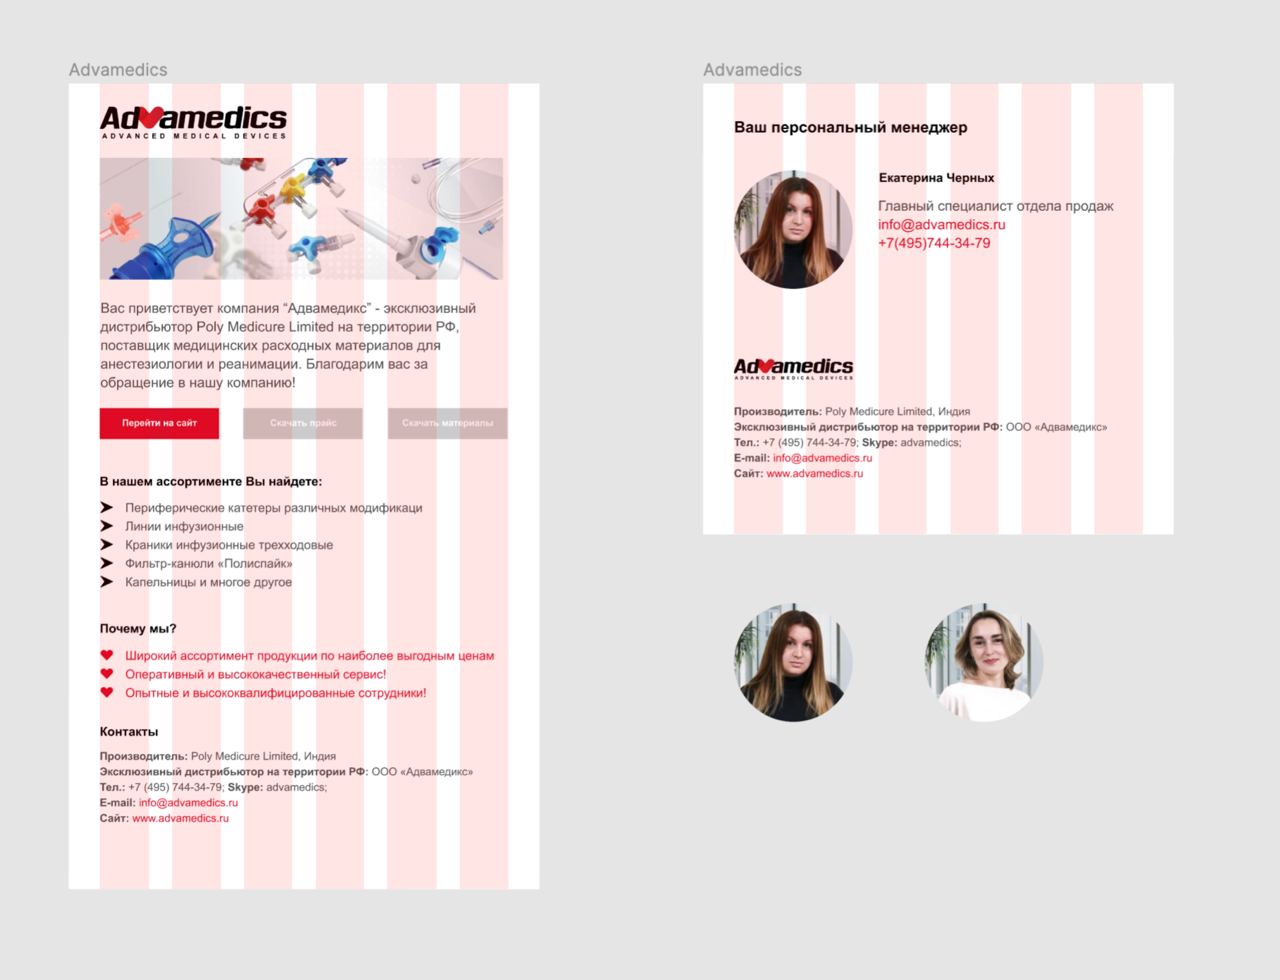 Advamedics
Advamedics
ADVANCED MEDICAL DEVICES
Вас приветствует компания “Адвамедикс” - эксклюзивный
дистрибьютор Poly Medicure Limited на территории РФ,
поставщик медицинских расходных материалов для
анестезиологии и реанимации. Благодарим вас за
обращение в нашу компанию!
Перейти на сайт
Скачать прайс
Скачать материалы
В нашем ассортименте Вы найдете:
Периферические катетеры различных модификаци
Линии инфузионные
Краники инфузионные трехходовые
Фильтр-канюли «Полиспайк»
Капельницы и многое другое
Почему мы?
Широкий ассортимент продукции по наиболее выгодным ценам
Оперативный и высококачественный сервис!
Опытные и высококвалифицированные сотрудники!
Контакты
Производитель: Poly Medicure Limited, Индия
Эксклюзивный дистрибьютор на территории РФ: ООО «Адвамедикс»
Тел.: +7 (495) 744-34-79; Skype: advamedics;
E-mail: info@advamedics.ru
Сайт: www.advamedics.ru
Advamedics
Ваш персональный менеджер
Екатерина Черных
Главный специалист отдела продаж
info@advamedics.ru
+7(495)744-34-79
Advamedics
ADVANCED MEDICAL DEVICES
Производитель: Poly Medicure Limited, Индия
Эксклюзивный дистрибьютор на территории РФ: ООО «Адвамедикс»
Тел.: +7 (495) 744-34-79; Skype: advamedics;
E-mail: info@advamedics.ru
Сайт: www.advamedics.ru